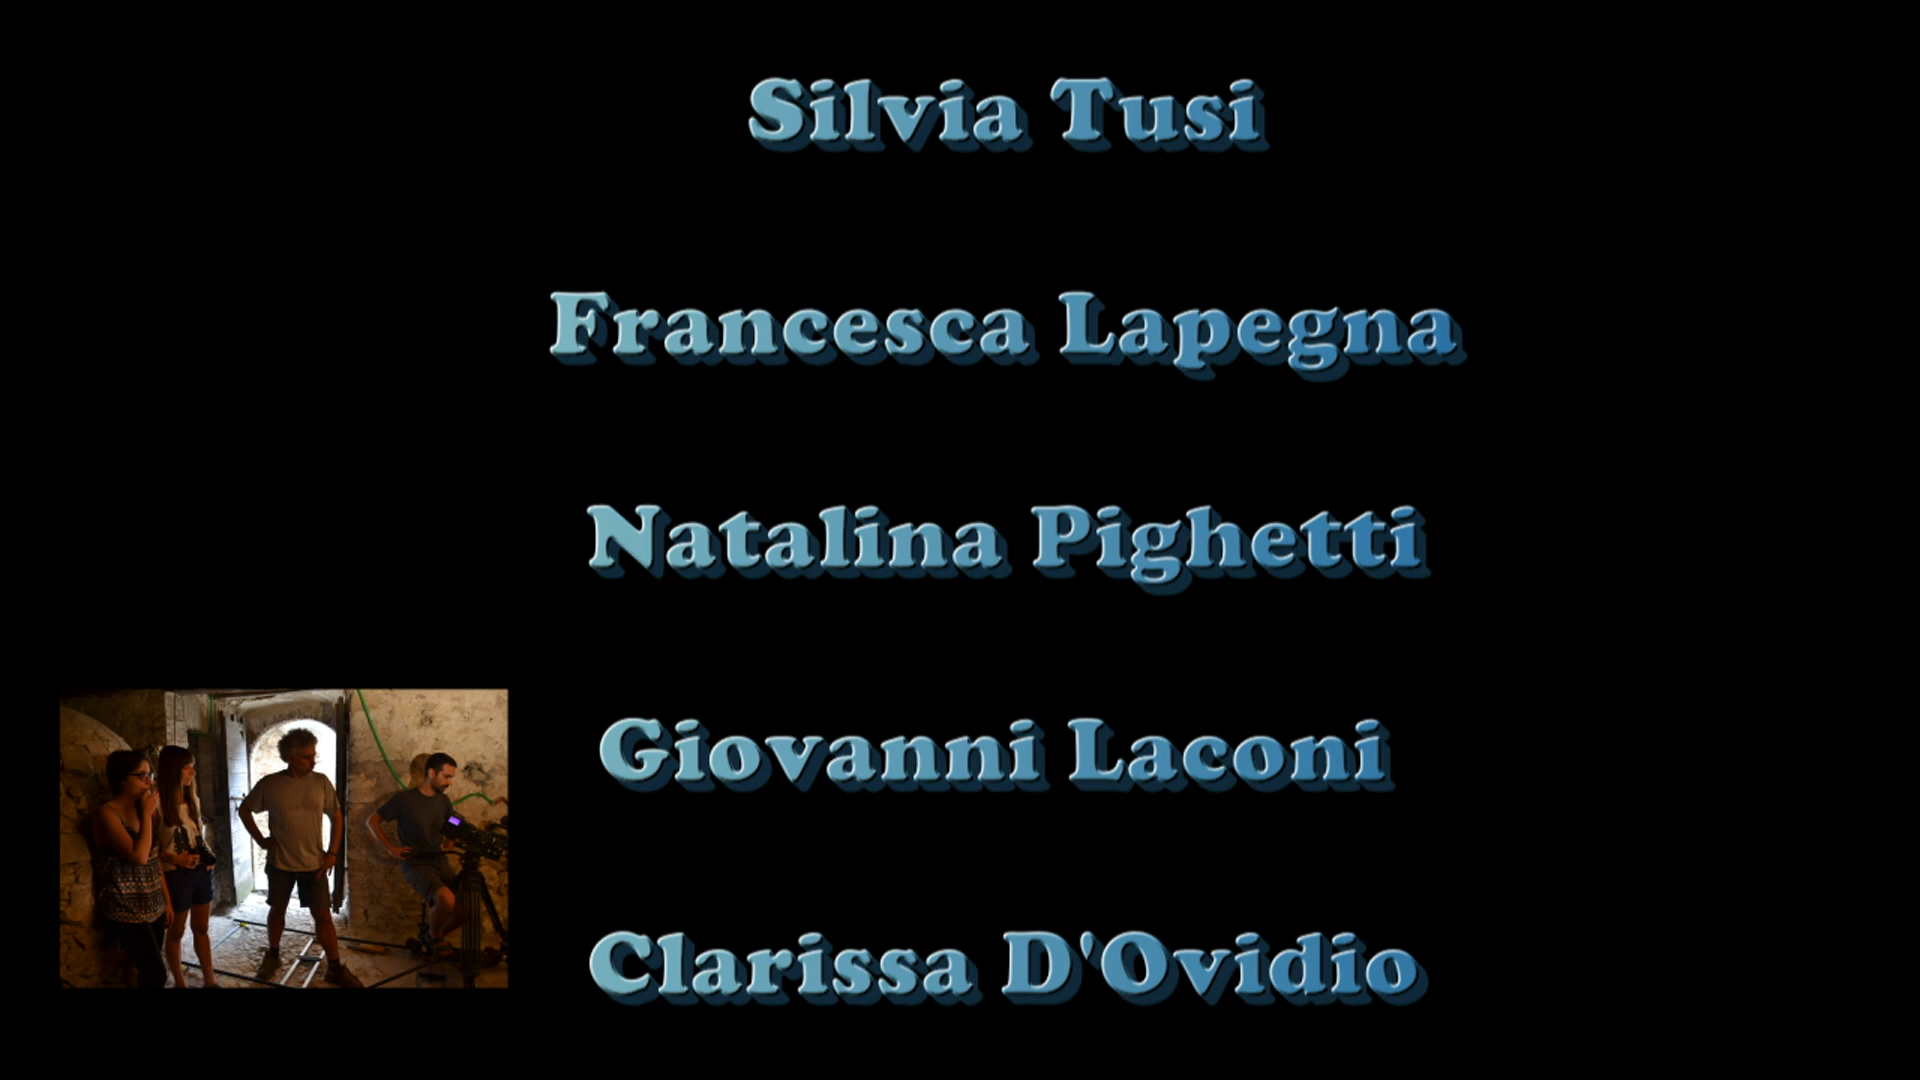 Silvia Tusi
Francesca Lapegna
Natalina Pighetti
Giovanni Laconi
Clarissa D'Ovidio